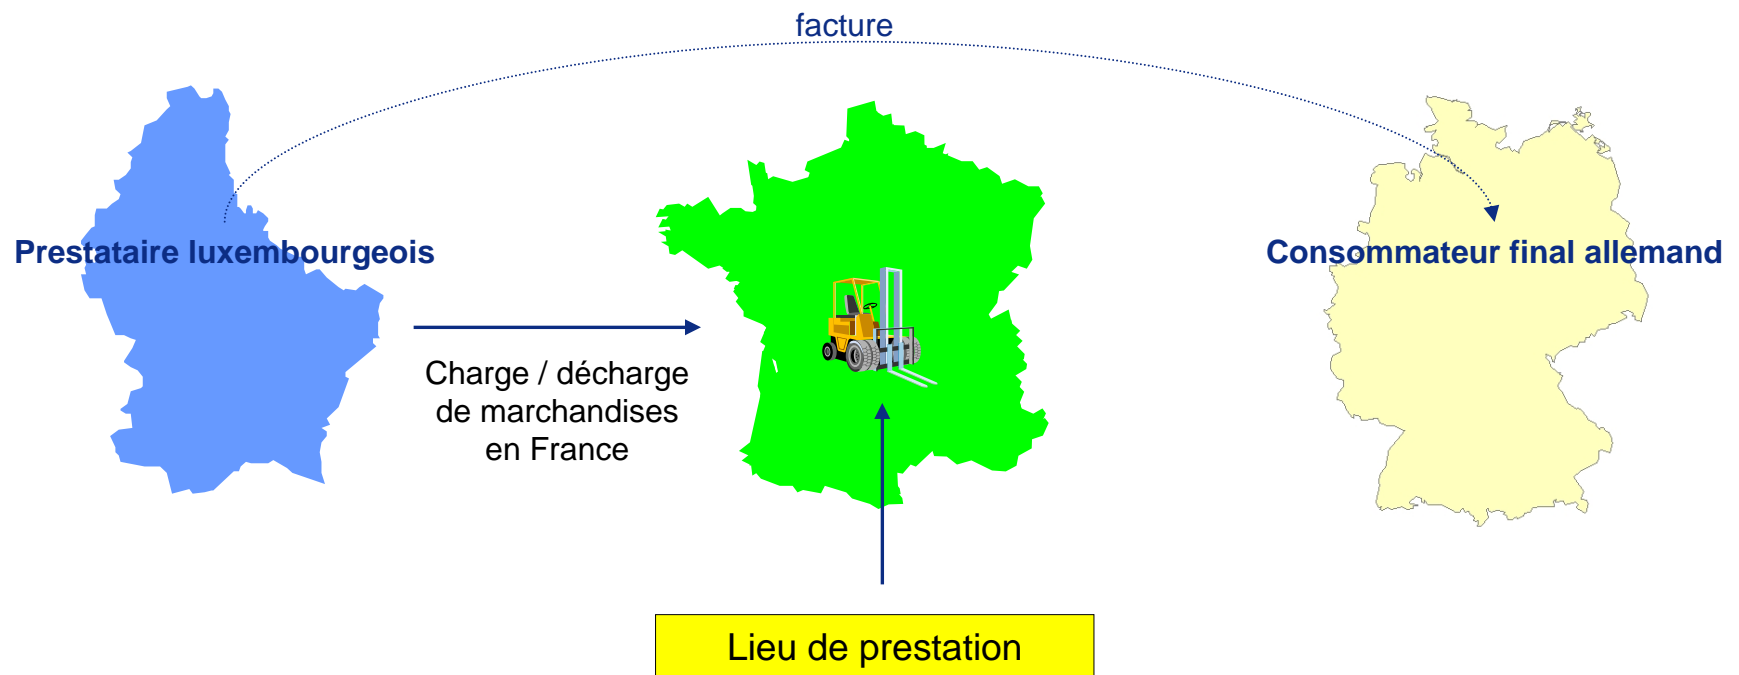 facture
Prestataire luxembourgeois
Consommateur final allemand
Charge / décharge
de marchandises
en France
Lieu de prestation